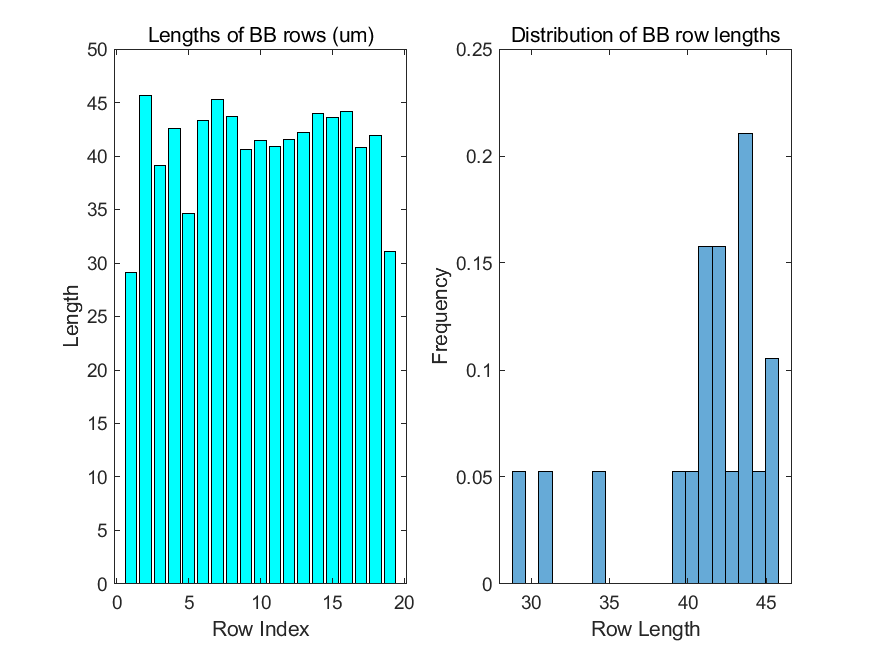 Lengths of BB rows (um)
50
45
40
35
30
25
20
15
10
5
0
Length
0 5 10 15 20
Row Index
Distribution of BB row lengths
0.25
0.2
0.15
0.1
0.05
0
Frequency
30 35 40 45
Row Length